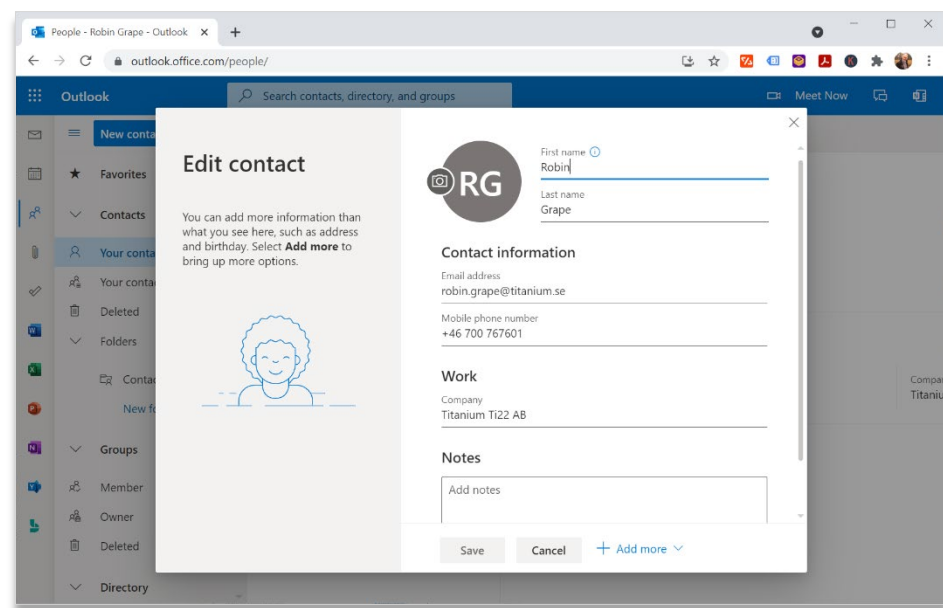 People - Robin Grape - Outlook
outlook.office.com/people/
Outlook
Search contacts, directory, and groups
Meet Now
New conta
Favorites
Contacts
Your conta
Your conta
Deleted
Folders
Contac
New fo
Groups
Member
Owner
Deleted
Directory
Edit contact
You can add more information than
what you see here, such as address
and birthday. Select Add more to
bring up more options.
RG
First name
Robin
Last name
Grape
Contact information
Email address
robin.grape@titanium.se
Mobile phone number
+46 700 767601
Work
Company
Titanium Ti22 AB
Notes
Add notes
Save
Cancel
Add more
Compa
Titaniu